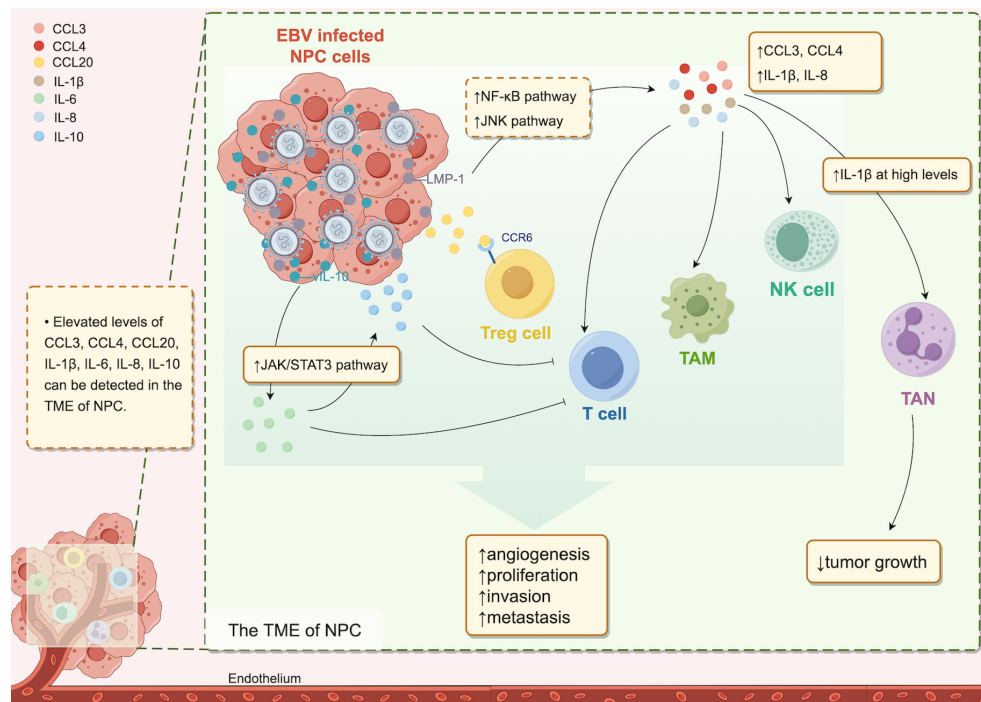 CCL3
CCL4
CCL20
IL-1β
IL-6
IL-8
IL-10
EBV infected
NPC cells
↑NF-κB pathway
↑JNK pathway
↑CCL3, CCL4
↑IL-1β, IL-8
LMP-1
↑IL-1β at high levels
CCR6
vIL-10
NK cell
Treg cell
• Elevated levels of
CCL3, CCL4, CCL20,
IL-1β, IL-6, IL-8, IL-10
can be detected in the
TME of NPC.
↑JAK/STAT3 pathway
TAM
T cell
TAN
↑angiogenesis
↑proliferation
↑invasion
↑metastasis
↓tumor growth
The TME of NPC
Endothelium